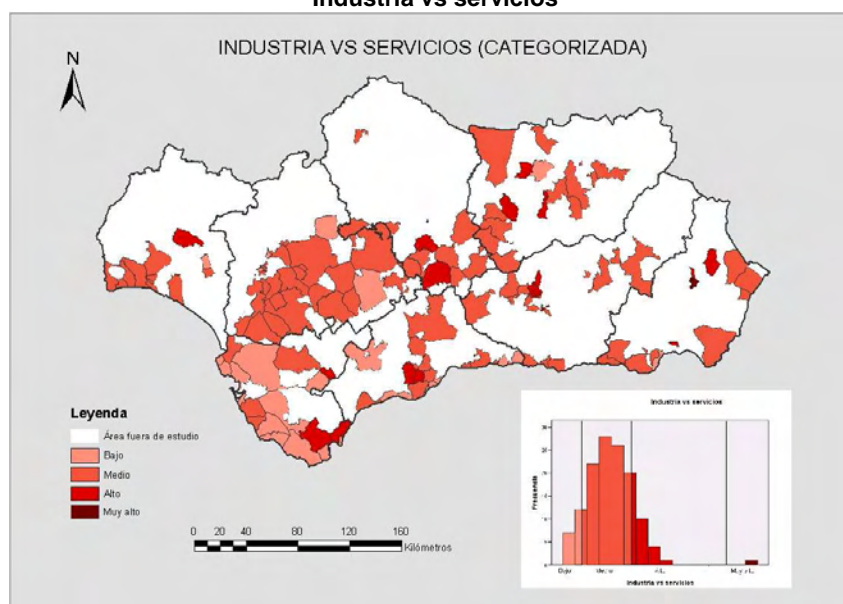 Industria vs servicios
INDUSTRIA VS SERVICIOS (CATEGORIZADA)
N
Leyenda
Área fuera de estudio
Bajo
Medio
Alto
Muy alto
0 20 40 80 120 160
Kilómetros
Industria vs servicios
Frecuencia
Bajo
Industria vs servicios